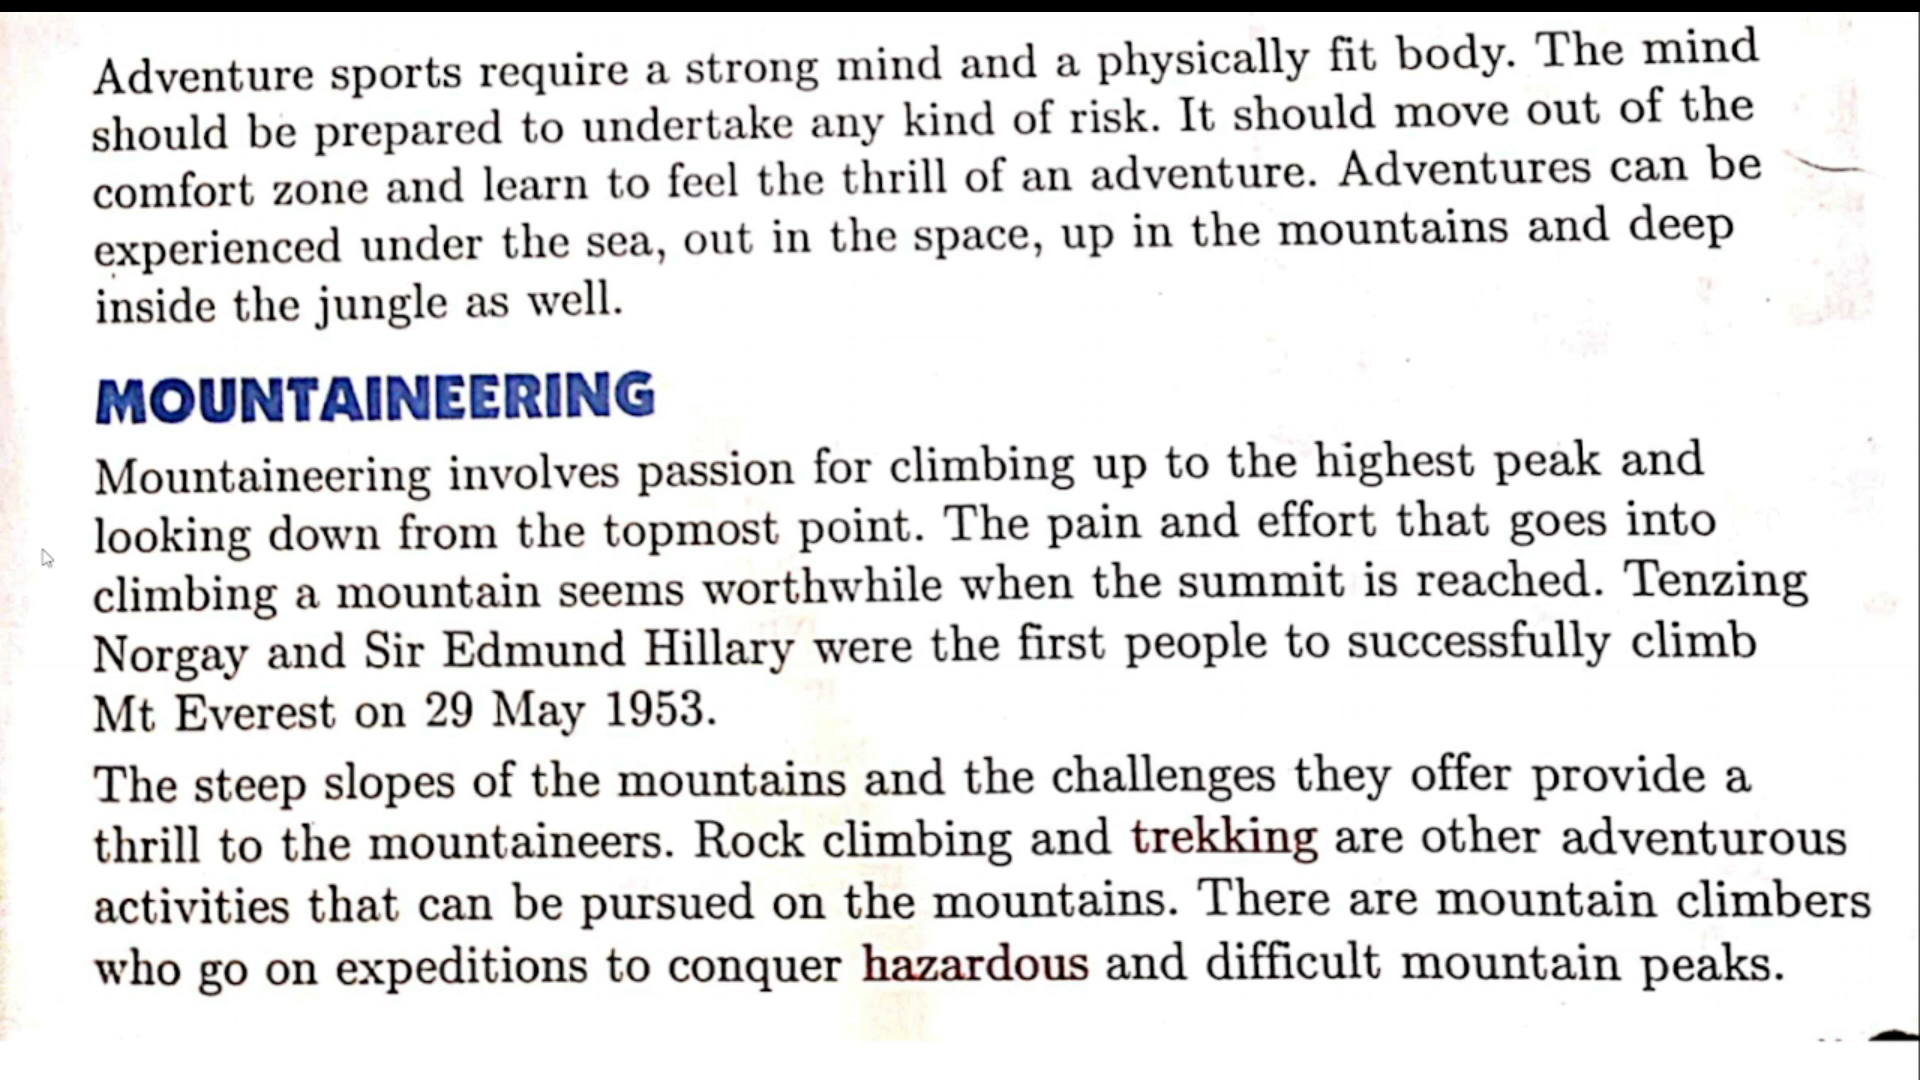 Adventure sports require a strong mind and a physically fit body. The mind
should be prepared to undertake any kind of risk. It should move out of the
comfort zone and learn to feel the thrill of an adventure. Adventures can be
experienced under the sea, out in the space, up in the mountains and deep
inside the jungle as well.
MOUNTAINEERING
Mountaineering involves passion for climbing up to the highest peak and
looking down from the topmost point. The pain and effort that goes into
climbing a mountain seems worthwhile when the summit is reached. Tenzing
Norgay and Sir Edmund Hillary were the first people to successfully climb
Mt Everest on 29 May 1953.
The steep slopes of the mountains and the challenges they offer provide a
thrill to the mountaineers. Rock climbing and trekking are other adventurous
activities that can be pursued on the mountains. There are mountain climbers
who go on expeditions to conquer hazardous and difficult mountain peaks.